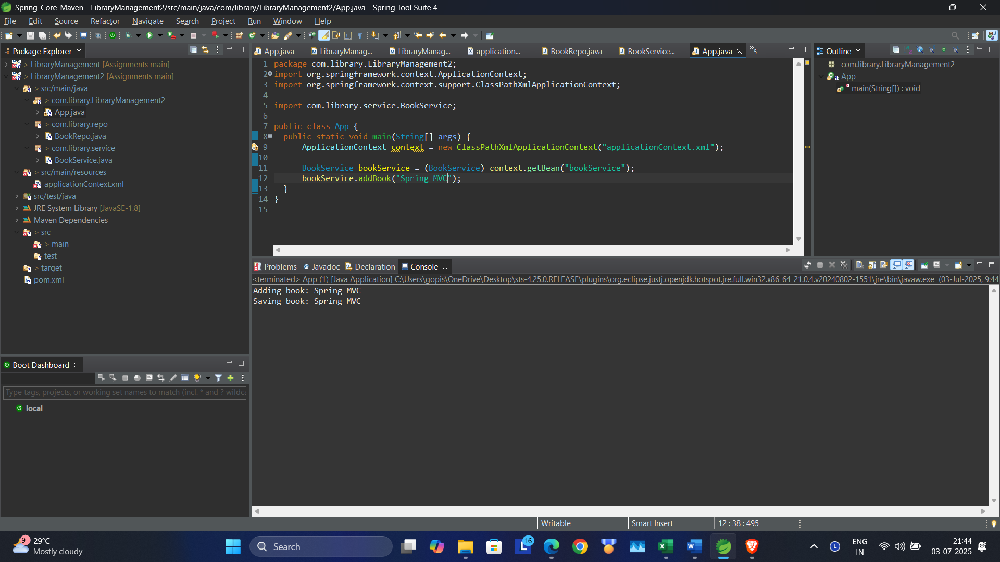 Spring_Core_Maven - LibraryManagement2/src/main/java/com/library/LibraryManagement2/App.java - Spring Tool Suite 4
File Edit Source Refactor Navigate Search Project Run Window Help
Package Explorer
> LibraryManagement [Assignments main]
> LibraryManagement2 [Assignments main]
> src/main/java
> com.library.LibraryManagement2
App.java
> com.library.repo
BookRepo.java
> com.library.service
BookService.java
> src/main/resources
applicationContext.xml
src/test/java
JRE System Library [JavaSE-1.8]
Maven Dependencies
> src
> main
test
> target
pom.xml
App.java LibraryManag... LibraryManag... application... BookRepo.java BookService... App.java »5
1 package com.library.LibraryManagement2;
2 import org.springframework.context.ApplicationContext;
3 import org.springframework.context.support.ClassPathXmlApplicationContext;
4
5 import com.library.service.BookService;
6
7 public class App {
8 public static void main(String[] args) {
9 ApplicationContext context = new ClassPathXmlApplicationContext("applicationContext.xml");
10
11 BookService bookService = (BookService) context.getBean("bookService");
12 bookService.addBook("Spring MVC");
13 }
14 }
15
Outline
com.library.LibraryManagement2
App
main(String[]) : void
Problems Javadoc Declaration Console
<terminated> App (1) [Java Application] C:\Users\gopis\OneDrive\Desktop\sts-4.25.0.RELEASE\plugins\org.eclipse.justj.openjdk.hotspot.jre.full.win32.x86_64_21.0.4.v20240802-1551\jre\bin\javaw.exe (03-Jul-2025, 9:44
Adding book: Spring MVC
Saving book: Spring MVC
Boot Dashboard
Type tags, projects, or working set names to match (incl. * and ? wildca
local
Writable Smart Insert 12 : 38 : 495
9+ 29°C
Mostly cloudy
Search
16
ENG
IN
21:44
03-07-2025